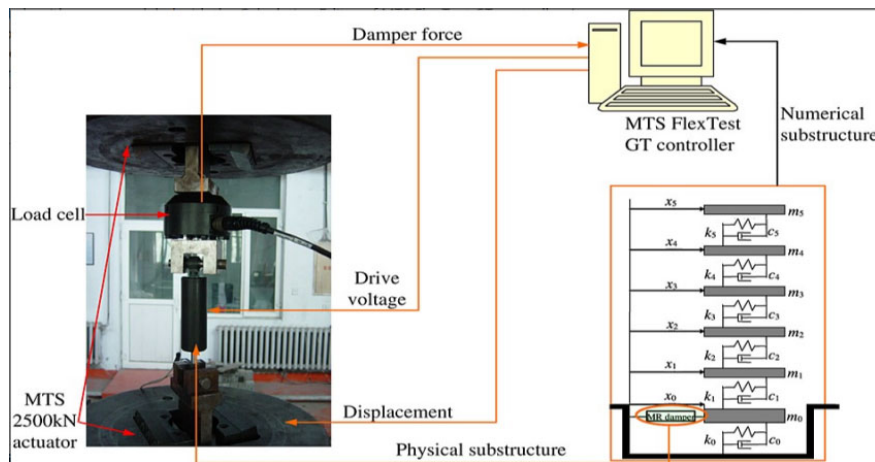 Damper force
MTS FlexTest
GT controller
Numerical
substructure
Load cell
Drive
voltage
MTS
2500kN
actuator
Displacement
Physical substructure
x5
m5
k5
c5
x4
m4
k4
c4
x3
m3
k3
c3
x2
m2
k2
c2
x1
m1
k1
c1
x0
MR damper
m0
k0
c0